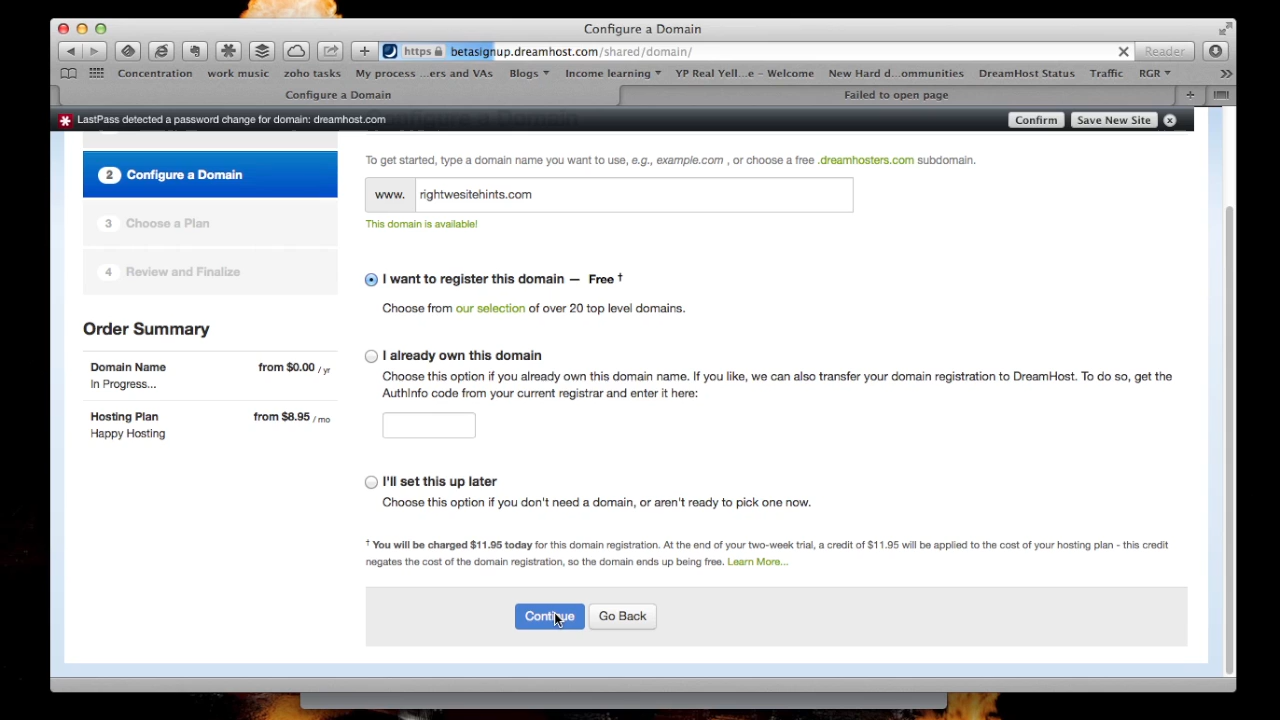 Configure a Domain
https betasignup.dreamhost.com/shared/domain/
Reader
Concentration work music zoho tasks My process ...ers and VAs Blogs Income learning YP Real Yell...e - Welcome New Hard d...ommunities DreamHost Status Traffic RGR
Configure a Domain
Failed to open page
LastPass detected a password change for domain: dreamhost.com
Confirm
Save New Site
2 Configure a Domain
3 Choose a Plan
4 Review and Finalize
Order Summary
Domain Name from $0.00 / yr
In Progress...
Hosting Plan from $8.95 / mo
Happy Hosting
To get started, type a domain name you want to use, e.g., example.com , or choose a free .dreamhosters.com subdomain.
www. rightwesitehints.com
This domain is available!
I want to register this domain — Free †
Choose from our selection of over 20 top level domains.
I already own this domain
Choose this option if you already own this domain name. If you like, we can also transfer your domain registration to DreamHost. To do so, get the
AuthInfo code from your current registrar and enter it here:
I'll set this up later
Choose this option if you don't need a domain, or aren't ready to pick one now.
† You will be charged $11.95 today for this domain registration. At the end of your two-week trial, a credit of $11.95 will be applied to the cost of your hosting plan - this credit
negates the cost of the domain registration, so the domain ends up being free. Learn More...
Continue
Go Back